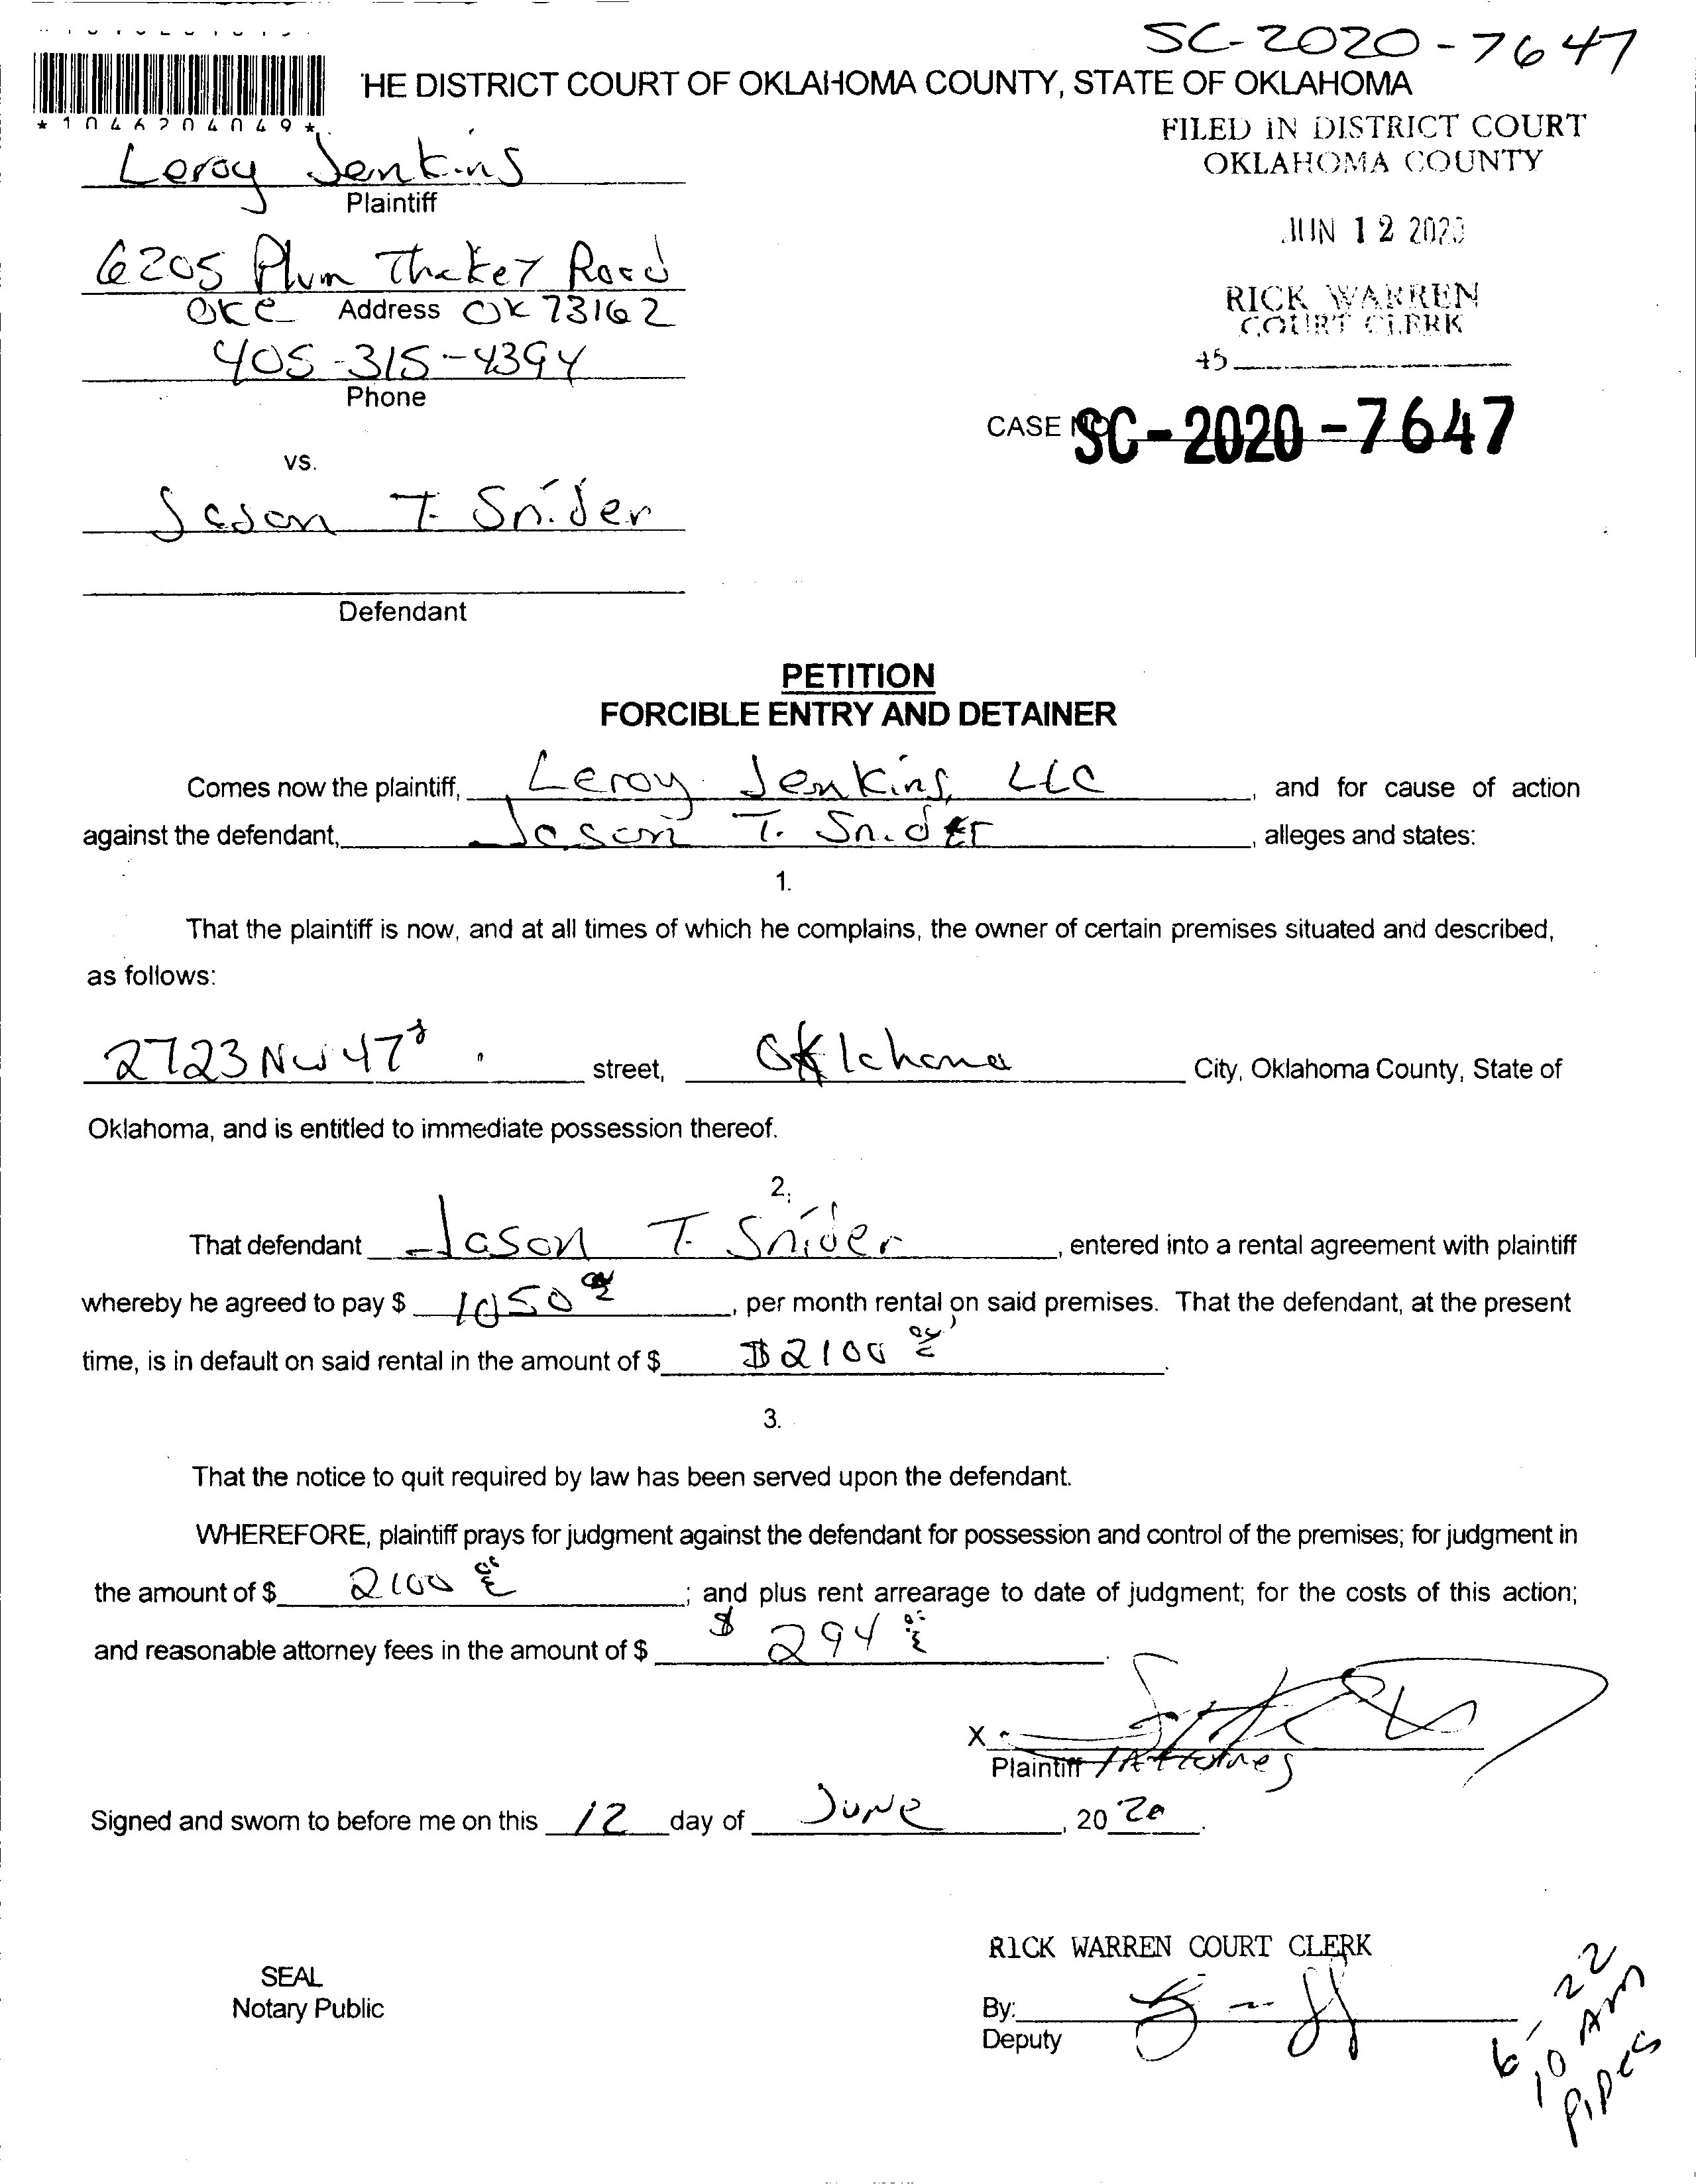 SC-2020-7647
*1046204049*
HE DISTRICT COURT OF OKLAHOMA COUNTY, STATE OF OKLAHOMA
FILED IN DISTRICT COURT
OKLAHOMA COUNTY
Leroy Jenkins
Plaintiff
JUN 12 2020
6205 Plum Thicket Road
OKC Address OK 73162
RICK WARREN
COURT CLERK
405-315-4394
Phone
45
CASE NO SC-2020-7647
vs.
Jason T. Snider
Defendant
PETITION
FORCIBLE ENTRY AND DETAINER
Comes now the plaintiff, Leroy Jenkins, LLC, and for cause of action
against the defendant, Jason T. Snider, alleges and states:
1.
That the plaintiff is now, and at all times of which he complains, the owner of certain premises situated and described,
as follows:
2723 NW 47 street, Oklahoma City, Oklahoma County, State of
Oklahoma, and is entitled to immediate possession thereof.
2.
That defendant Jason T. Snider, entered into a rental agreement with plaintiff
whereby he agreed to pay $ 1050 00, per month rental on said premises. That the defendant, at the present
time, is in default on said rental in the amount of $ $2100 00.
3.
That the notice to quit required by law has been served upon the defendant.
WHEREFORE, plaintiff prays for judgment against the defendant for possession and control of the premises; for judgment in
the amount of $ 2100 00; and plus rent arrearage to date of judgment; for the costs of this action;
and reasonable attorney fees in the amount of $ $ 294 00.
X
Plaintiff /Attorney
Signed and sworn to before me on this 12 day of June, 20 20.
RICK WARREN COURT CLERK
SEAL
Notary Public
By:
Deputy
6-22
10 AM
Pipes